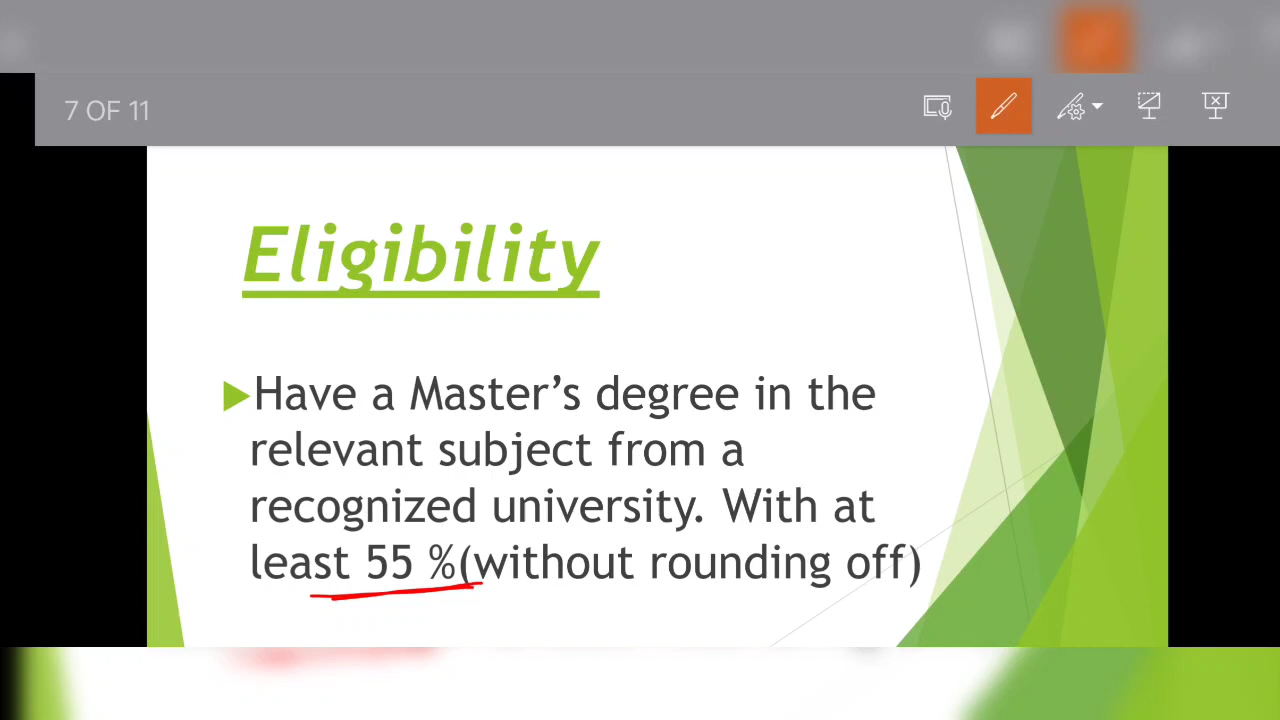 7 OF 11
Eligibility
Have a Master’s degree in the
relevant subject from a
recognized university. With at
least 55 %(without rounding off)